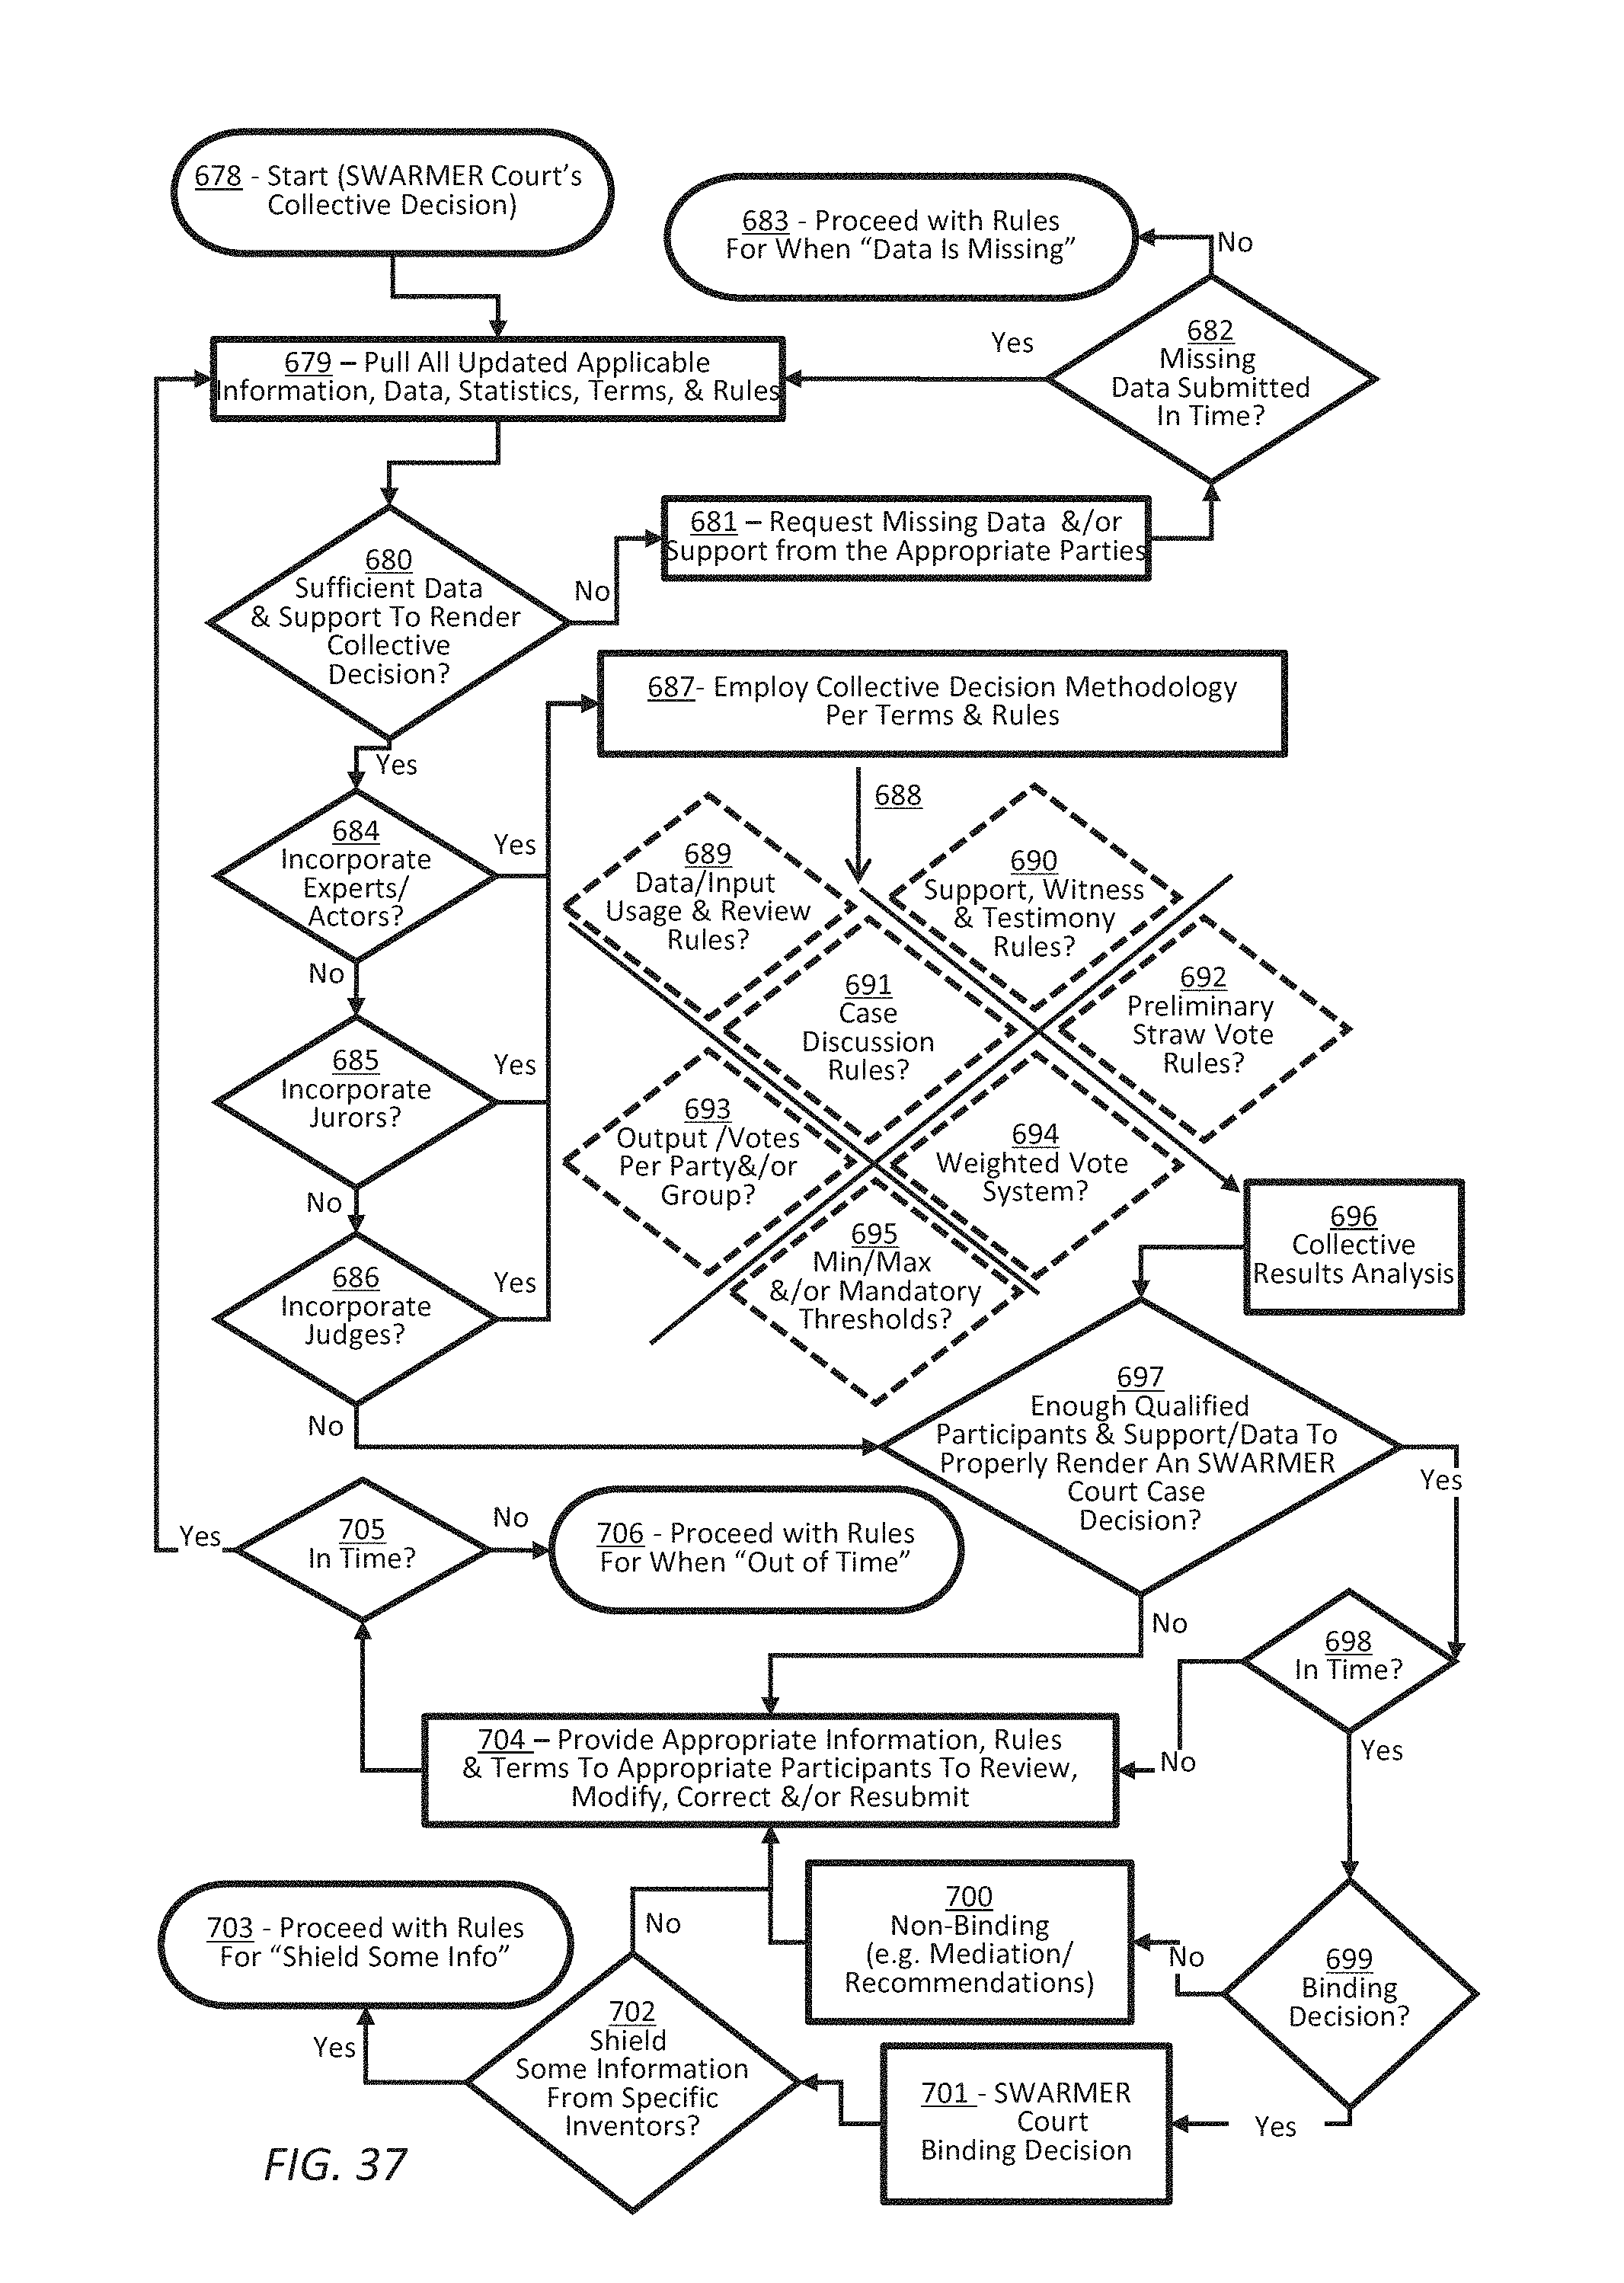 678 - Start (SWARMER Court's
Collective Decision)
683 - Proceed with Rules
For When "Data Is Missing"
No
682
Missing
Data Submitted
In Time?
Yes
679 – Pull All Updated Applicable
Information, Data, Statistics, Terms, & Rules
681 – Request Missing Data &/or
Support from the Appropriate Parties
680
Sufficient Data
& Support To Render
Collective
Decision?
No
Yes
687- Employ Collective Decision Methodology
Per Terms & Rules
688
684
Incorporate
Experts/
Actors?
Yes
No
685
Incorporate
Jurors?
Yes
No
686
Incorporate
Judges?
Yes
No
689
Data/Input
Usage & Review
Rules?
690
Support, Witness
& Testimony
Rules?
691
Case
Discussion
Rules?
692
Preliminary
Straw Vote
Rules?
693
Output /Votes
Per Party&/or
Group?
694
Weighted Vote
System?
695
Min/Max
&/or Mandatory
Thresholds?
696
Collective
Results Analysis
697
Enough Qualified
Participants & Support/Data To
Properly Render An SWARMER
Court Case
Decision?
Yes
No
705
In Time?
Yes
No
706 - Proceed with Rules
For When "Out of Time"
698
In Time?
No
Yes
704 – Provide Appropriate Information, Rules
& Terms To Appropriate Participants To Review,
Modify, Correct &/or Resubmit
700
Non-Binding
(e.g. Mediation/
Recommendations)
No
699
Binding
Decision?
Yes
703 - Proceed with Rules
For "Shield Some Info"
No
702
Shield
Some Information
From Specific
Inventors?
Yes
701 - SWARMER
Court
Binding Decision
FIG. 37